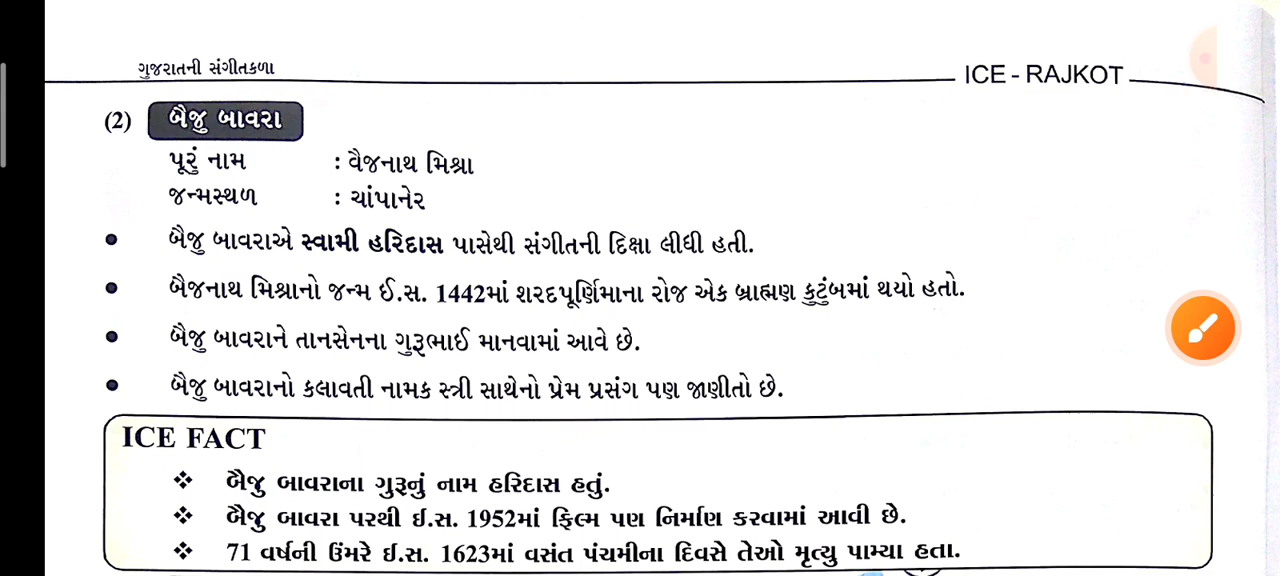 ગુજરાતની સંગીતકળા
ICE - RAJKOT
(2) બૈજુ બાવરા
પૂરું નામ : વૈજનાથ મિશ્રા
જન્મસ્થળ : ચાંપાનેર
● બૈજુ બાવરાએ સ્વામી હરિદાસ પાસેથી સંગીતની દિક્ષા લીધી હતી.
● બૈજનાથ મિશ્રાનો જન્મ ઈ.સ. 1442માં શરદપૂર્ણિમાના રોજ એક બ્રાહ્મણ કુટુંબમાં થયો હતો.
● બૈજુ બાવરાને તાનસેનના ગુરૂભાઈ માનવામાં આવે છે.
● બૈજુ બાવરાનો કલાવતી નામક સ્ત્રી સાથેનો પ્રેમ પ્રસંગ પણ જાણીતો છે.
ICE FACT
❖ બૈજુ બાવરાના ગુરૂનું નામ હરિદાસ હતું.
❖ બૈજુ બાવરા પરથી ઈ.સ. 1952માં ફિલ્મ પણ નિર્માણ કરવામાં આવી છે.
❖ 71 વર્ષની ઉંમરે ઈ.સ. 1623માં વસંત પંચમીના દિવસે તેઓ મૃત્યુ પામ્યા હતા.